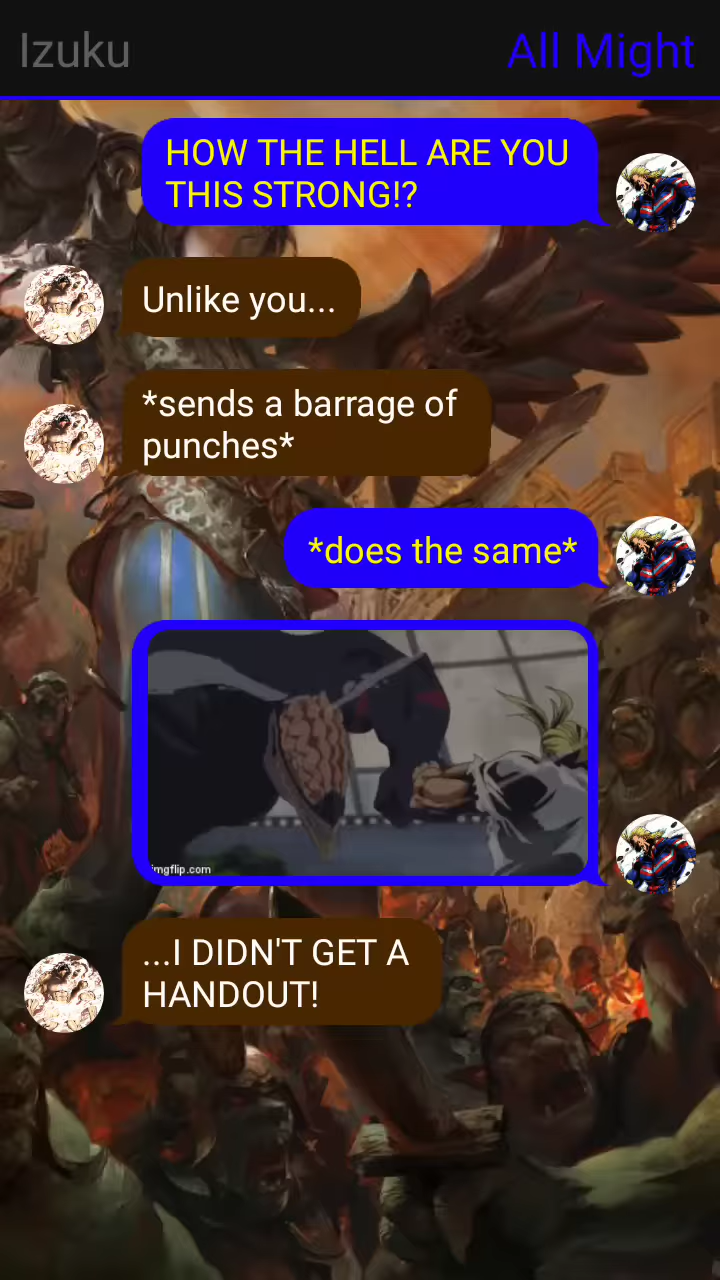 Izuku
All Might
HOW THE HELL ARE YOU
THIS STRONG!?
Unlike you...
*sends a barrage of
punches*
*does the same*
imgflip.com
...I DIDN'T GET A
HANDOUT!